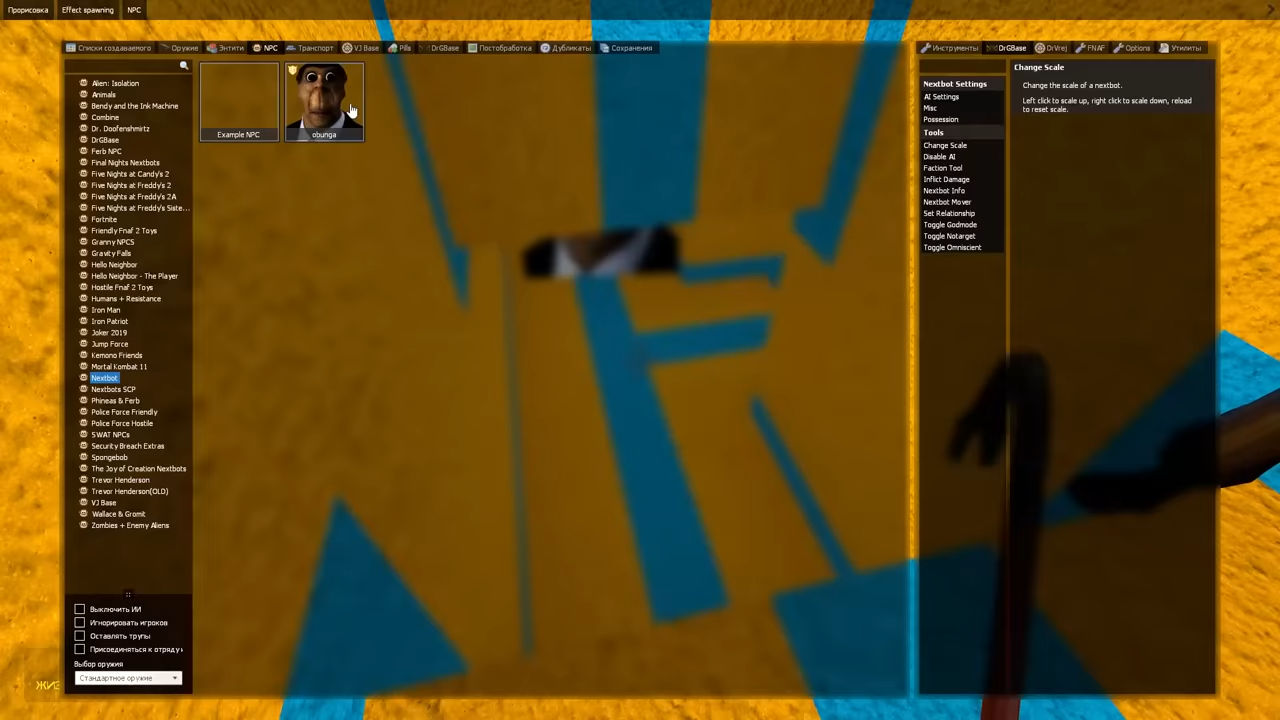 Прорисовка Effect spawning NPC
Списки создаваемого Оружие Энтити NPC Транспорт VJ Base Pills DrGBase Постобработка Дубликаты Сохранения
Инструменты DrGBase DrVrej FNAF Options Утилиты
Alien: Isolation
Animals
Bendy and the Ink Machine
Combine
Dr. Doofenshmirtz
DrGBase
Ferb NPC
Final Nights Nextbots
Five Nights at Candy's 2
Five Nights at Freddy's 2
Five Nights at Freddy's 2A
Five Nights at Freddy's Siste...
Fortnite
Friendly Fnaf 2 Toys
Granny NPCS
Gravity Falls
Hello Neighbor
Hello Neighbor - The Player
Hostile Fnaf 2 Toys
Humans + Resistance
Iron Man
Iron Patriot
Joker 2019
Jump Force
Kemono Friends
Mortal Kombat 11
Nextbot
Nextbots SCP
Phineas & Ferb
Police Force Friendly
Police Force Hostile
SWAT NPCs
Security Breach Extras
Spongebob
The Joy of Creation Nextbots
Trevor Henderson
Trevor Henderson(OLD)
VJ Base
Wallace & Gromit
Zombies + Enemy Aliens
Выключить ИИ
Игнорировать игроков
Оставлять трупы
Присоединяться к отряду
Выбор оружия
Стандартное оружие
Example NPC
obunga
Nextbot Settings
AI Settings
Misc
Possession
Tools
Change Scale
Disable AI
Faction Tool
Inflict Damage
Nextbot Info
Nextbot Mover
Set Relationship
Toggle Godmode
Toggle Notarget
Toggle Omniscient
Change Scale
Change the scale of a nextbot.
Left click to scale up, right click to scale down, reload
to reset scale.